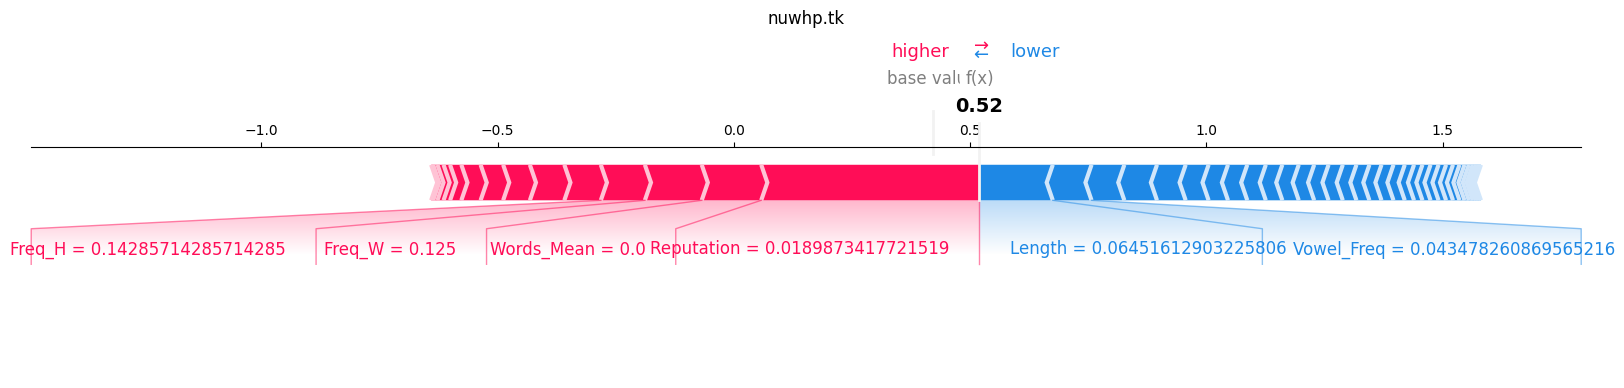 nuwhp.tk
higher ⇄ lower
base valu f(x)
0.52
−1.0 −0.5 0.0 0.5 1.0 1.5
Freq_H = 0.14285714285714285 Freq_W = 0.125 Words_Mean = 0.0 Reputation = 0.0189873417721519 Length = 0.06451612903225806 Vowel_Freq = 0.043478260869565216